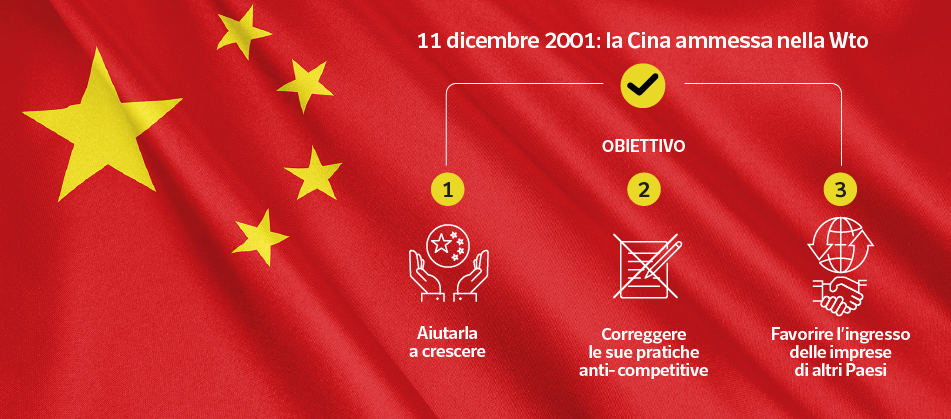 11 dicembre 2001: la Cina ammessa nella Wto
OBIETTIVO
1
2
3
Aiutarla
a crescere
Correggere
le sue pratiche
anti-competitive
Favorire l'ingresso
delle imprese
di altri Paesi